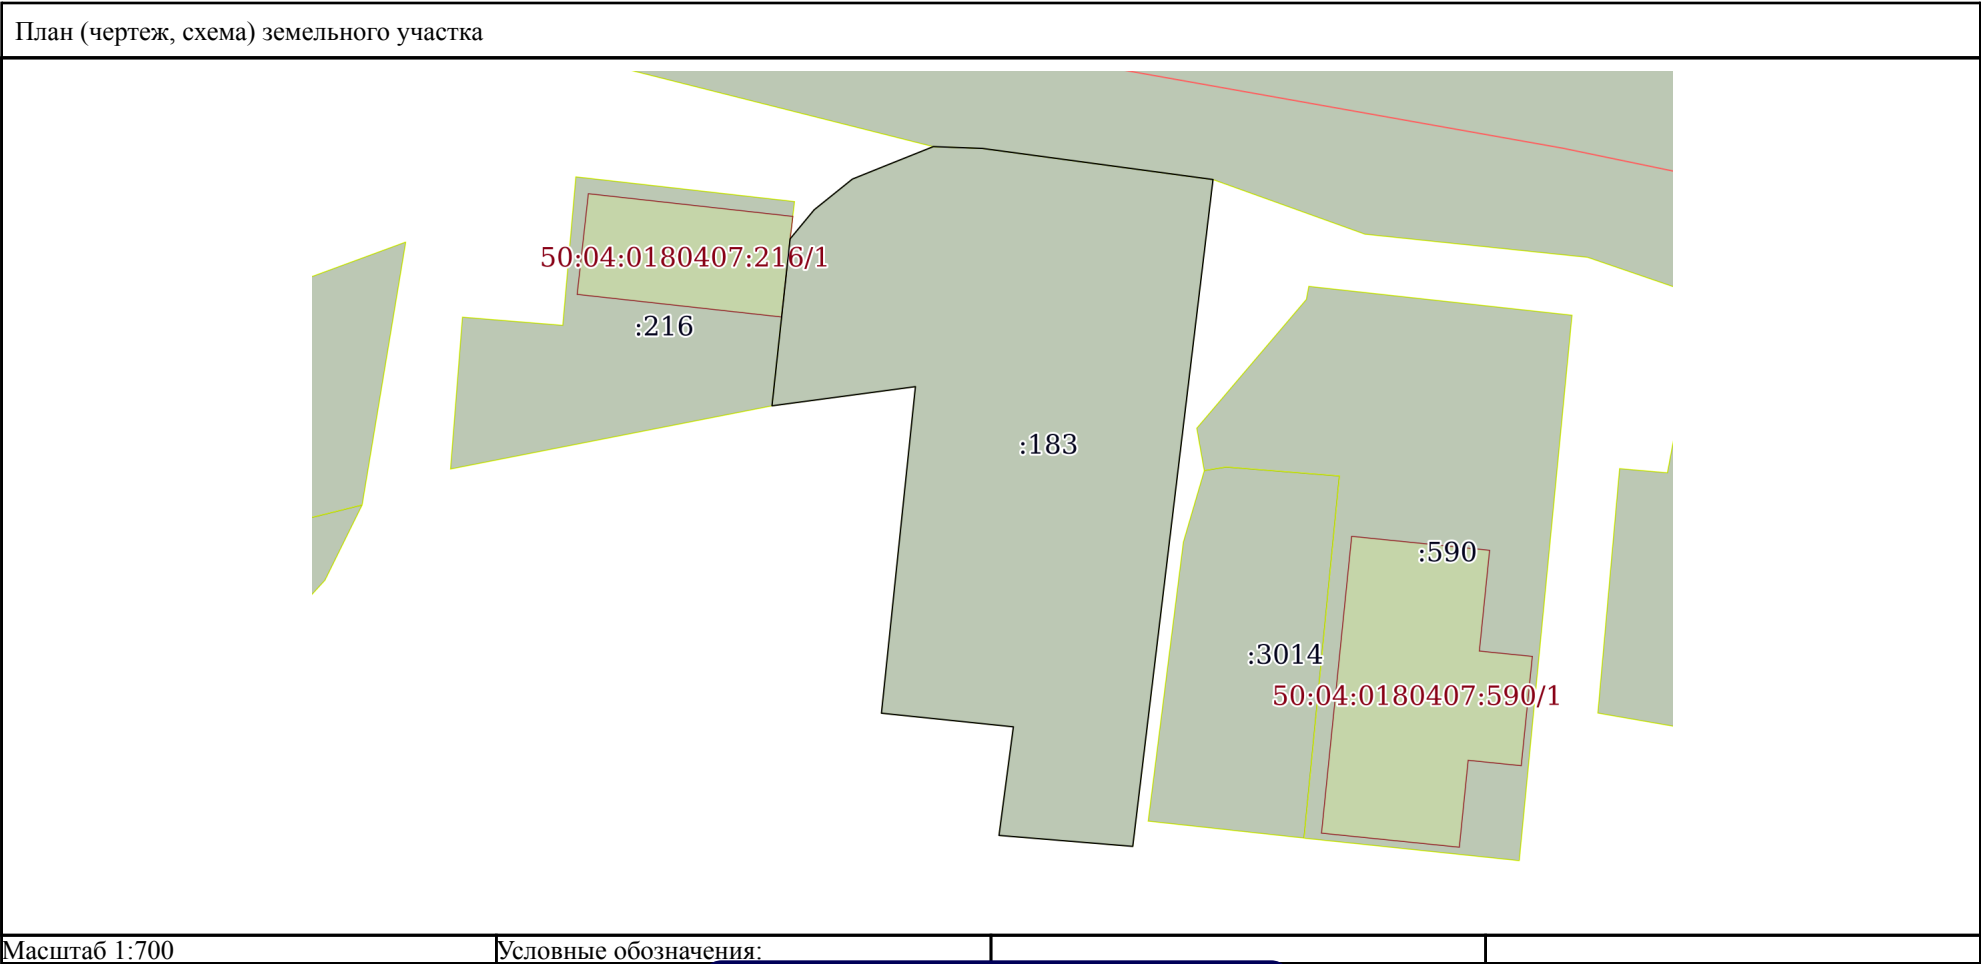 План (чертеж, схема) земельного участка
50:04:0180407:216/1
:216
:183
:590
:3014
50:04:0180407:590/1
Масштаб 1:700
Условные обозначения: